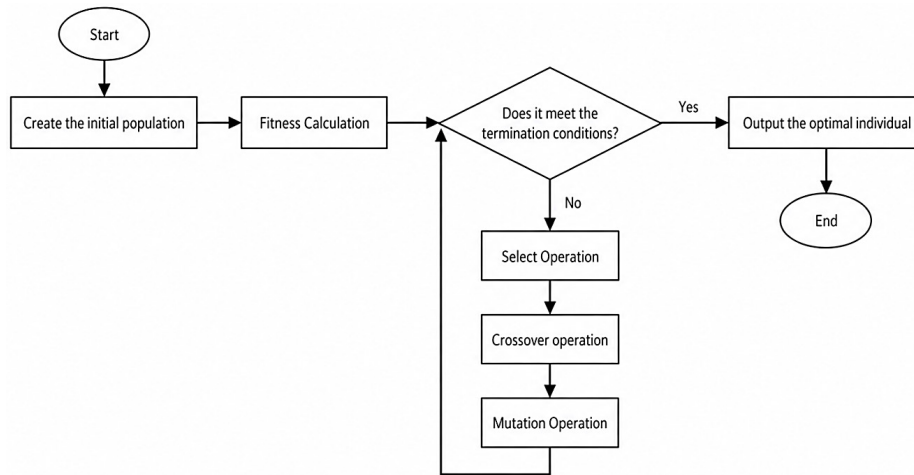 Start
Create the initial population
Fitness Calculation
Does it meet the
termination conditions?
Yes
Output the optimal individual
End
No
Select Operation
Crossover operation
Mutation Operation